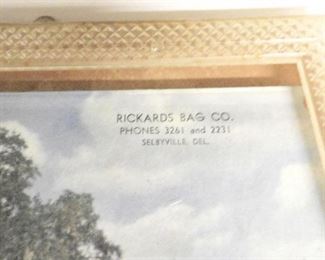 RICKARDS BAG CO.
PHONES 3261 and 2231
SELBYVILLE, DEL.